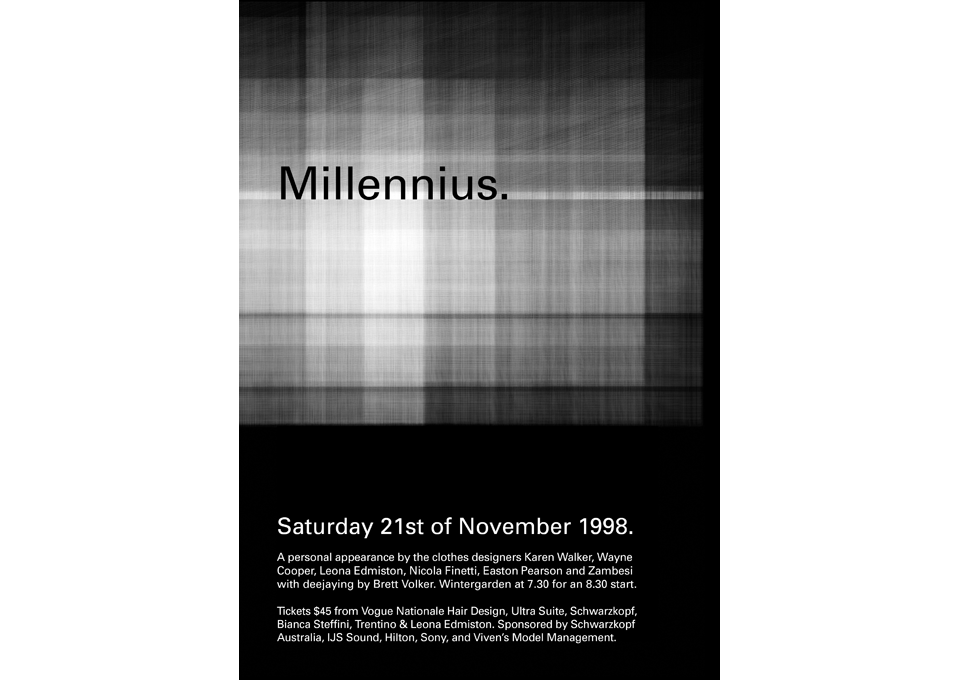 Millennius.
Saturday 21st of November 1998.
A personal appearance by the clothes designers Karen Walker, Wayne
Cooper, Leona Edmiston, Nicola Finetti, Easton Pearson and Zambesi
with deejaying by Brett Volker. Wintergarden at 7.30 for an 8.30 start.
Tickets $45 from Vogue Nationale Hair Design, Ultra Suite, Schwarzkopf,
Bianca Steffini, Trentino & Leona Edmiston. Sponsored by Schwarzkopf
Australia, IJS Sound, Hilton, Sony, and Viven's Model Management.